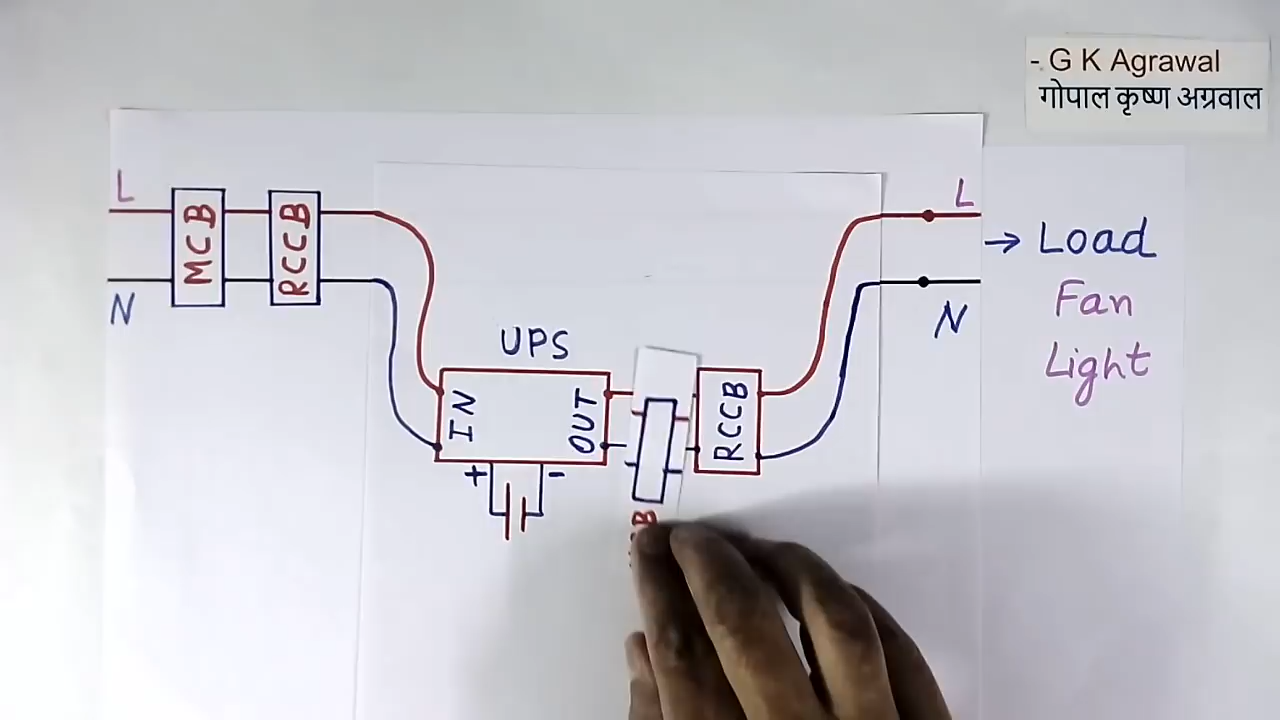 - G K Agrawal
गोपाल कृष्ण अग्रवाल
L
MCB
RCCB
N
L
→ Load
Fan
Light
N
UPS
IN
OUT
RCCB
+
-